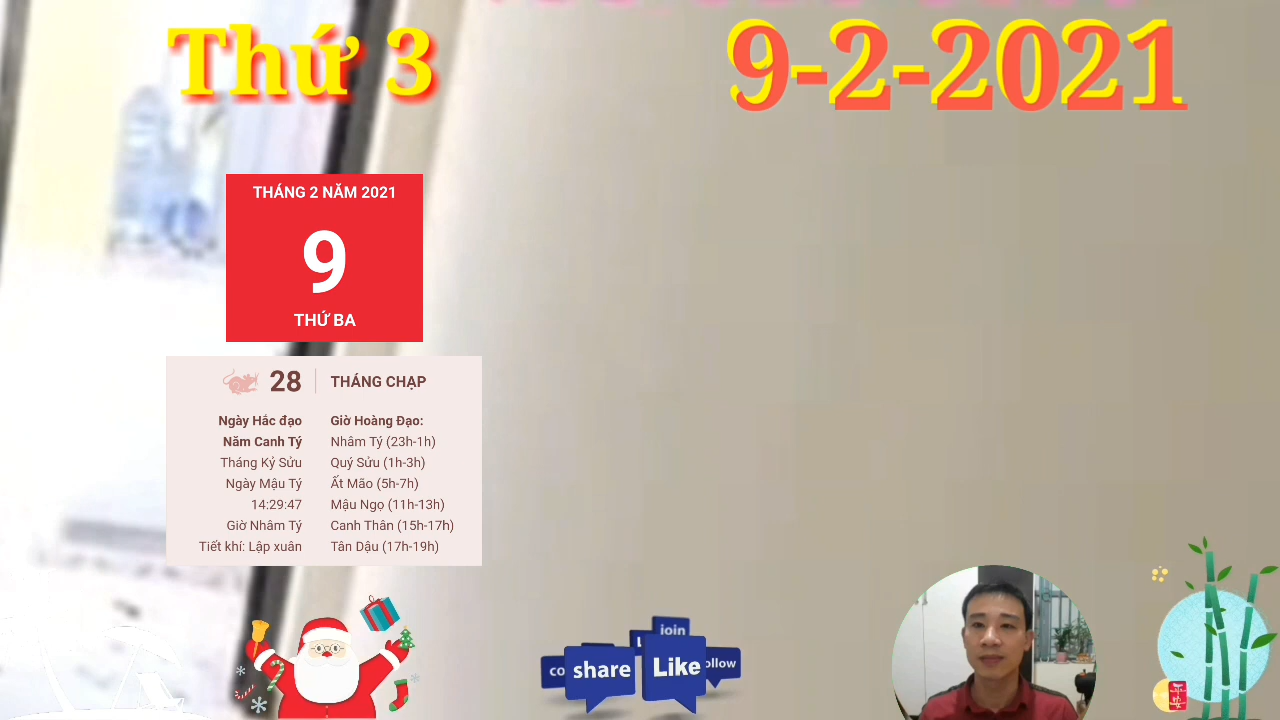 Thứ 3
9-2-2021
THÁNG 2 NĂM 2021
9
THỨ BA
28
THÁNG CHẠP
Ngày Hắc đạo
Năm Canh Tý
Tháng Kỷ Sửu
Ngày Mậu Tý
14:29:47
Giờ Nhâm Tý
Tiết khí: Lập xuân
Giờ Hoàng Đạo:
Nhâm Tý (23h-1h)
Quý Sửu (1h-3h)
Ất Mão (5h-7h)
Mậu Ngọ (11h-13h)
Canh Thân (15h-17h)
Tân Dậu (17h-19h)
join
co
share
Like
ollow